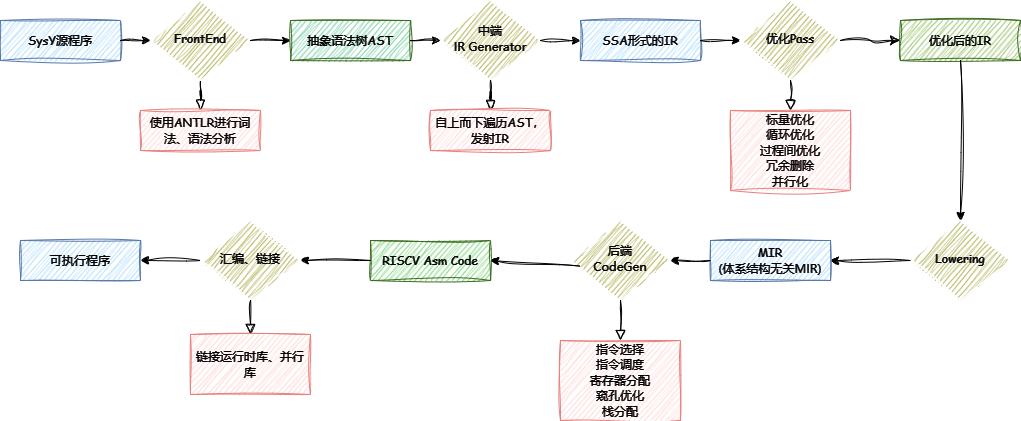 SysY源程序
FrontEnd
抽象语法树AST
中端
IR Generator
SSA形式的IR
优化Pass
优化后的IR
使用ANTLR进行词
法、语法分析
自上而下遍历AST，
发射IR
标量优化
循环优化
过程间优化
冗余删除
并行化
可执行程序
汇编、链接
RISCV Asm Code
后端
CodeGen
MIR
(体系结构无关MIR)
Lowering
链接运行时库、并行
库
指令选择
指令调度
寄存器分配
窥孔优化
栈分配